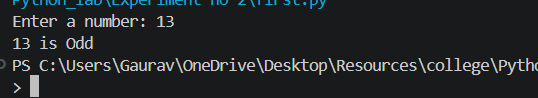 Python_lab\Experiment no 2\first.py
Enter a number: 13
13 is Odd
PS C:\Users\Gaurav\OneDrive\Desktop\Resources\college\Pytho
>